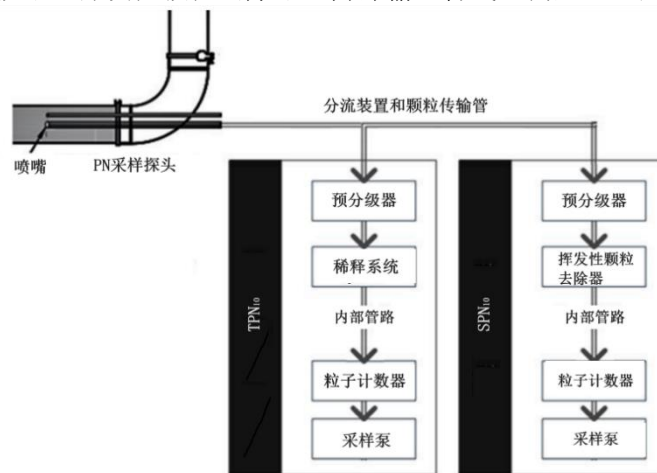 分流装置和颗粒传输管
喷嘴
PN采样探头
TPN₁₀
预分级器
稀释系统
内部管路
粒子计数器
采样泵
SPN₁₀
预分级器
挥发性颗粒
去除器
内部管路
粒子计数器
采样泵